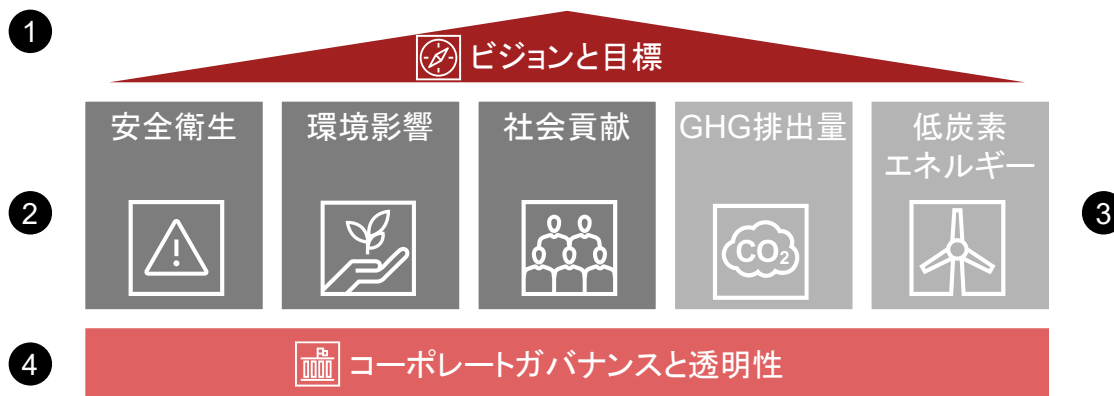 1
ビジョンと目標
安全衛生
環境影響
社会貢献
GHG排出量
低炭素
エネルギー
2
CO₂
3
4
コーポレートガバナンスと透明性